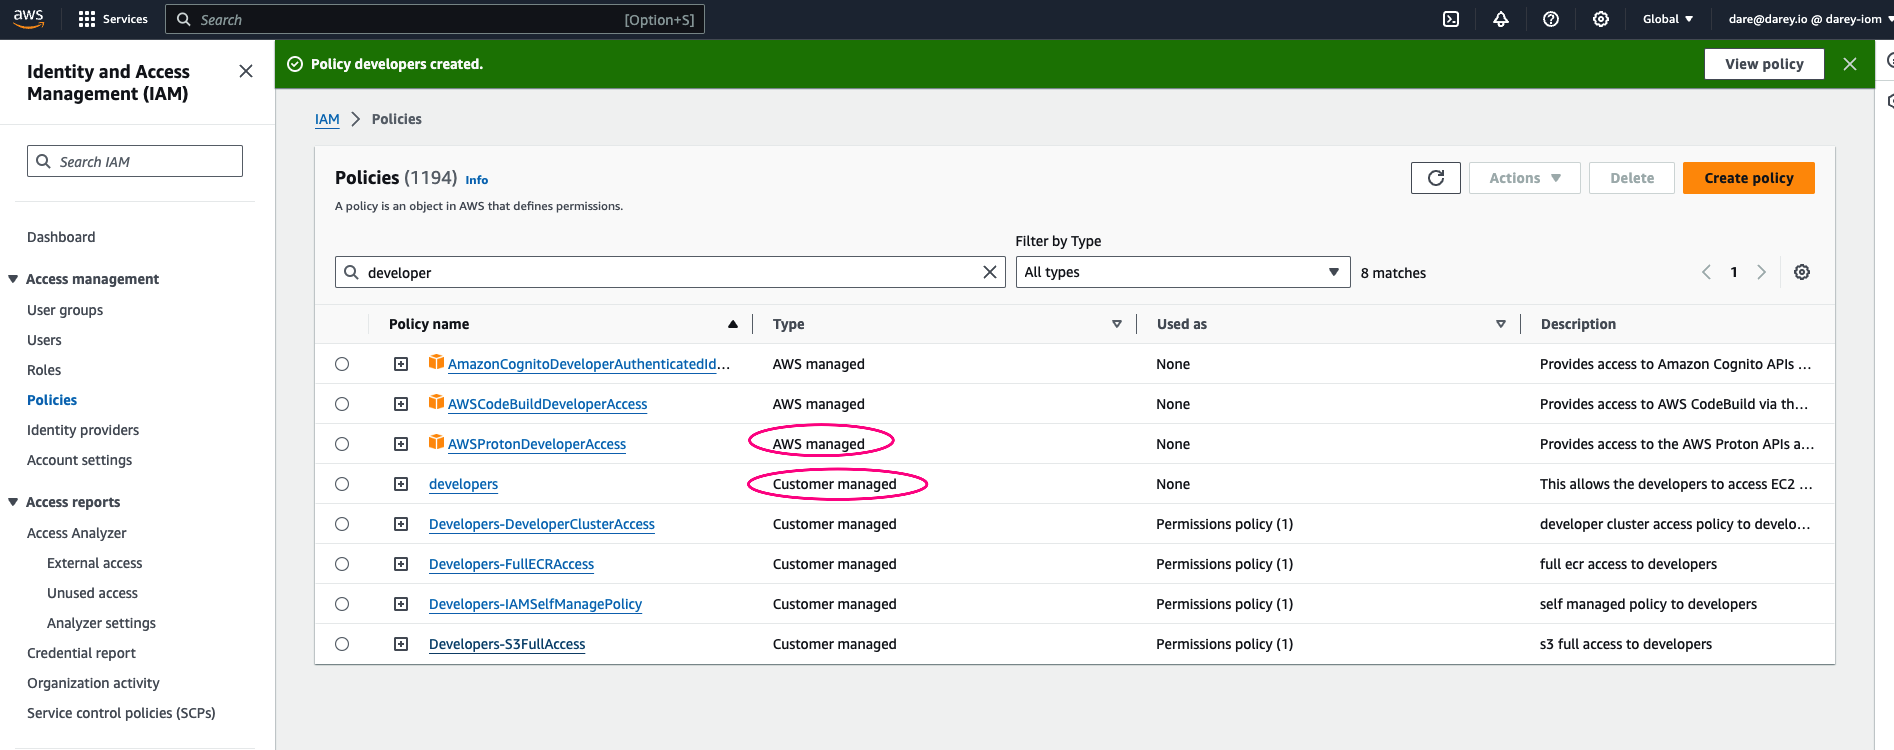 aws
Services
Search [Option+S]
Global
dare@darey.io @ darey-iom
Identity and Access Management (IAM)
Search IAM
Dashboard
Access management
User groups
Users
Roles
Policies
Identity providers
Account settings
Access reports
Access Analyzer
External access
Unused access
Analyzer settings
Credential report
Organization activity
Service control policies (SCPs)
Policy developers created.
View policy
IAM > Policies
Policies (1194) Info
A policy is an object in AWS that defines permissions.
Actions
Delete
Create policy
Filter by Type
developer
All types
8 matches
1
Policy name Type Used as Description
AmazonCognitoDeveloperAuthenticatedId... AWS managed None Provides access to Amazon Cognito APIs ...
AWSCodeBuildDeveloperAccess AWS managed None Provides access to AWS CodeBuild via th...
AWSProtonDeveloperAccess AWS managed None Provides access to the AWS Proton APIs a...
developers Customer managed None This allows the developers to access EC2 ...
Developers-DeveloperClusterAccess Customer managed Permissions policy (1) developer cluster access policy to develo...
Developers-FullECRAccess Customer managed Permissions policy (1) full ecr access to developers
Developers-IAMSelfManagePolicy Customer managed Permissions policy (1) self managed policy to developers
Developers-S3FullAccess Customer managed Permissions policy (1) s3 full access to developers